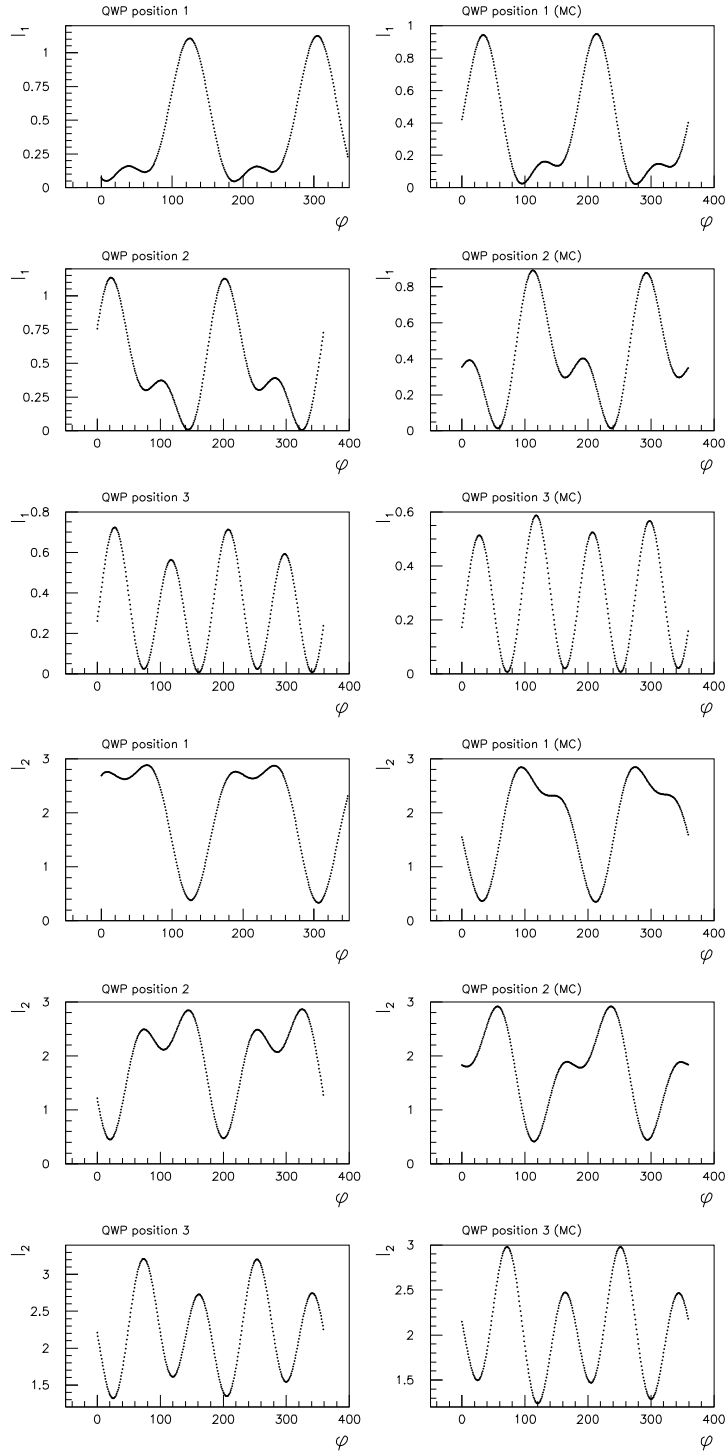 QWP position 1
QWP position 1 (MC)
I1
1
0.75
0.5
0.25
0
0 100 200 300
φ
I1
1
0.8
0.6
0.4
0.2
0
0 100 200 300 400
φ
QWP position 2
QWP position 2 (MC)
I1
1
0.75
0.5
0.25
0
0 100 200 300 400
φ
I1
0.8
0.6
0.4
0.2
0
0 100 200 300 400
φ
QWP position 3
QWP position 3 (MC)
I1
0.8
0.6
0.4
0.2
0
0 100 200 300 400
φ
I1
0.6
0.4
0.2
0
0 100 200 300 400
φ
QWP position 1
QWP position 1 (MC)
I2
3
2
1
0
0 100 200 300
φ
I2
3
2
1
0
0 100 200 300 400
φ
QWP position 2
QWP position 2 (MC)
I2
3
2
1
0
0 100 200 300 400
φ
I2
3
2
1
0
0 100 200 300 400
φ
QWP position 3
QWP position 3 (MC)
I2
3
2.5
2
1.5
0 100 200 300 400
φ
I2
3
2.5
2
1.5
0 100 200 300 400
φ